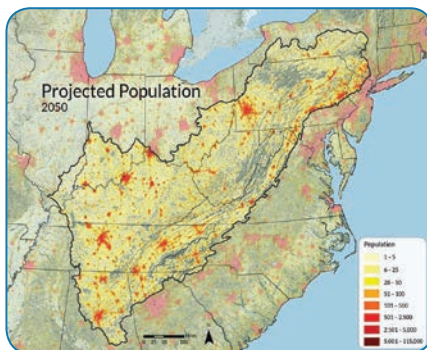 Projected Population
2050
Population
1 - 5
6 - 25
26 - 50
51 - 100
101 - 500
501 - 2,500
2,501 - 5,000
5,001 - 115,000